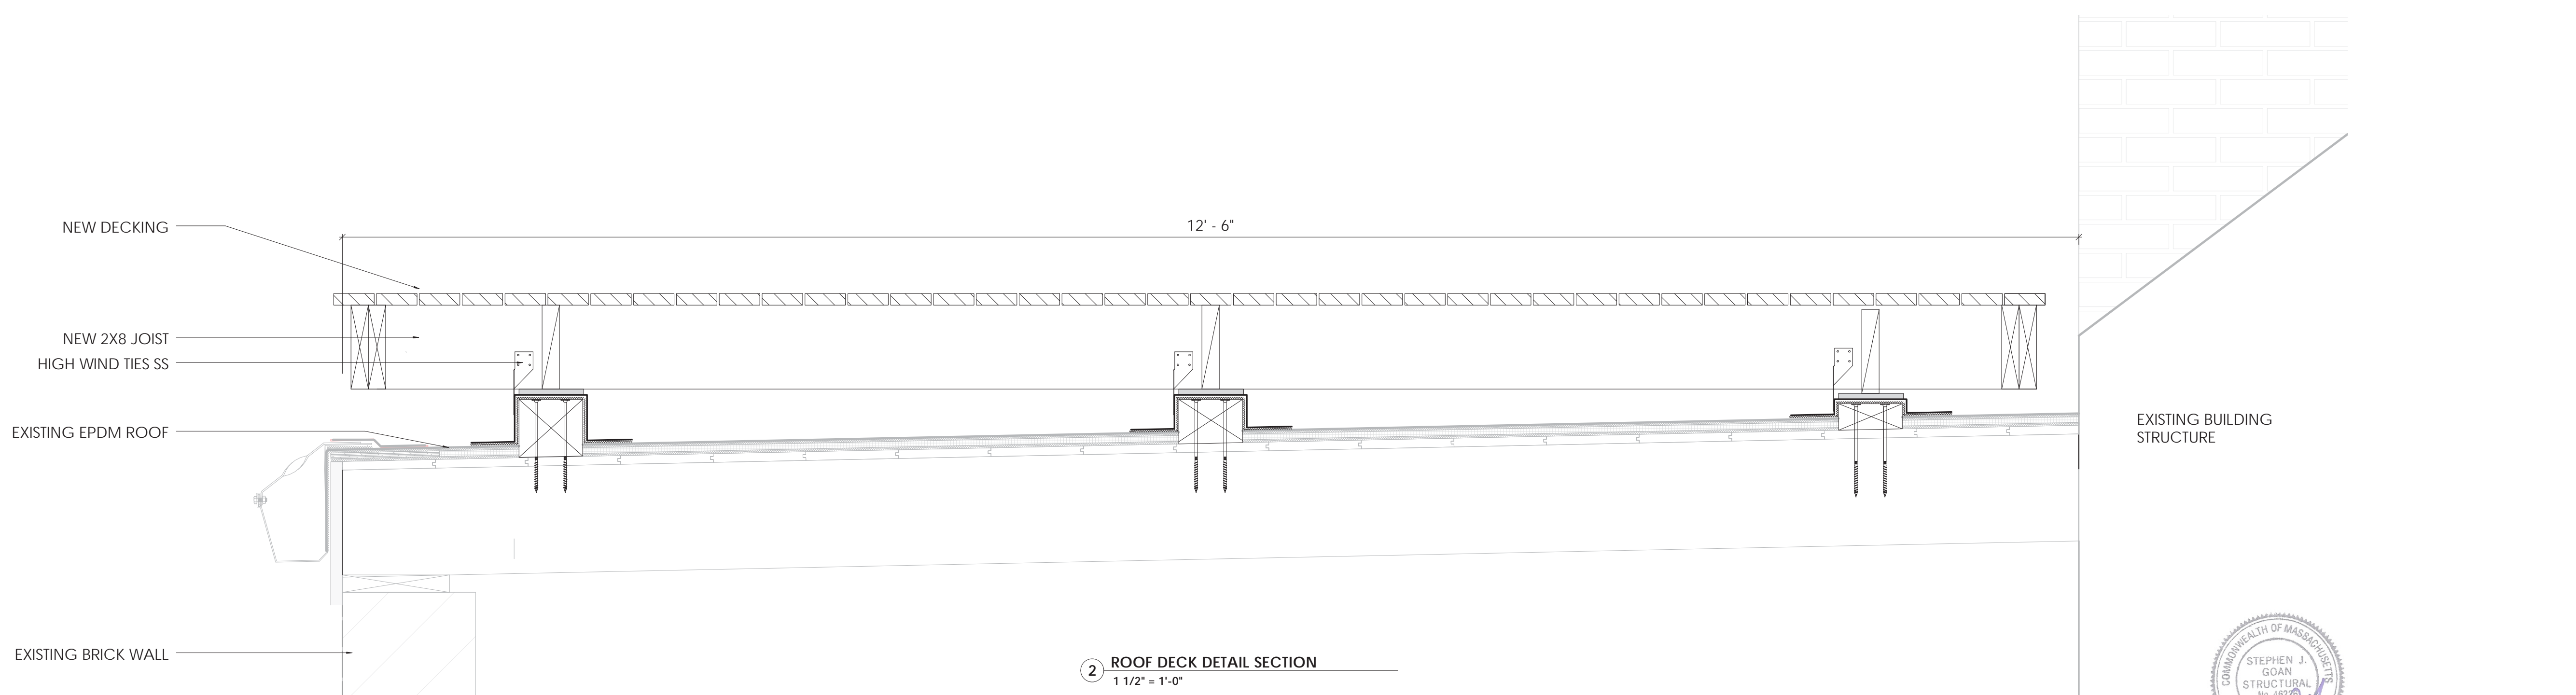 12' - 6"
NEW DECKING
NEW 2X8 JOIST
HIGH WIND TIES SS
EXISTING EPDM ROOF
EXISTING BRICK WALL
EXISTING BUILDING
STRUCTURE
2
ROOF DECK DETAIL SECTION
1 1/2" = 1'-0"
COMMONWEALTH OF MASSACHUSETTS
STEPHEN J.
GOAN
STRUCTURAL